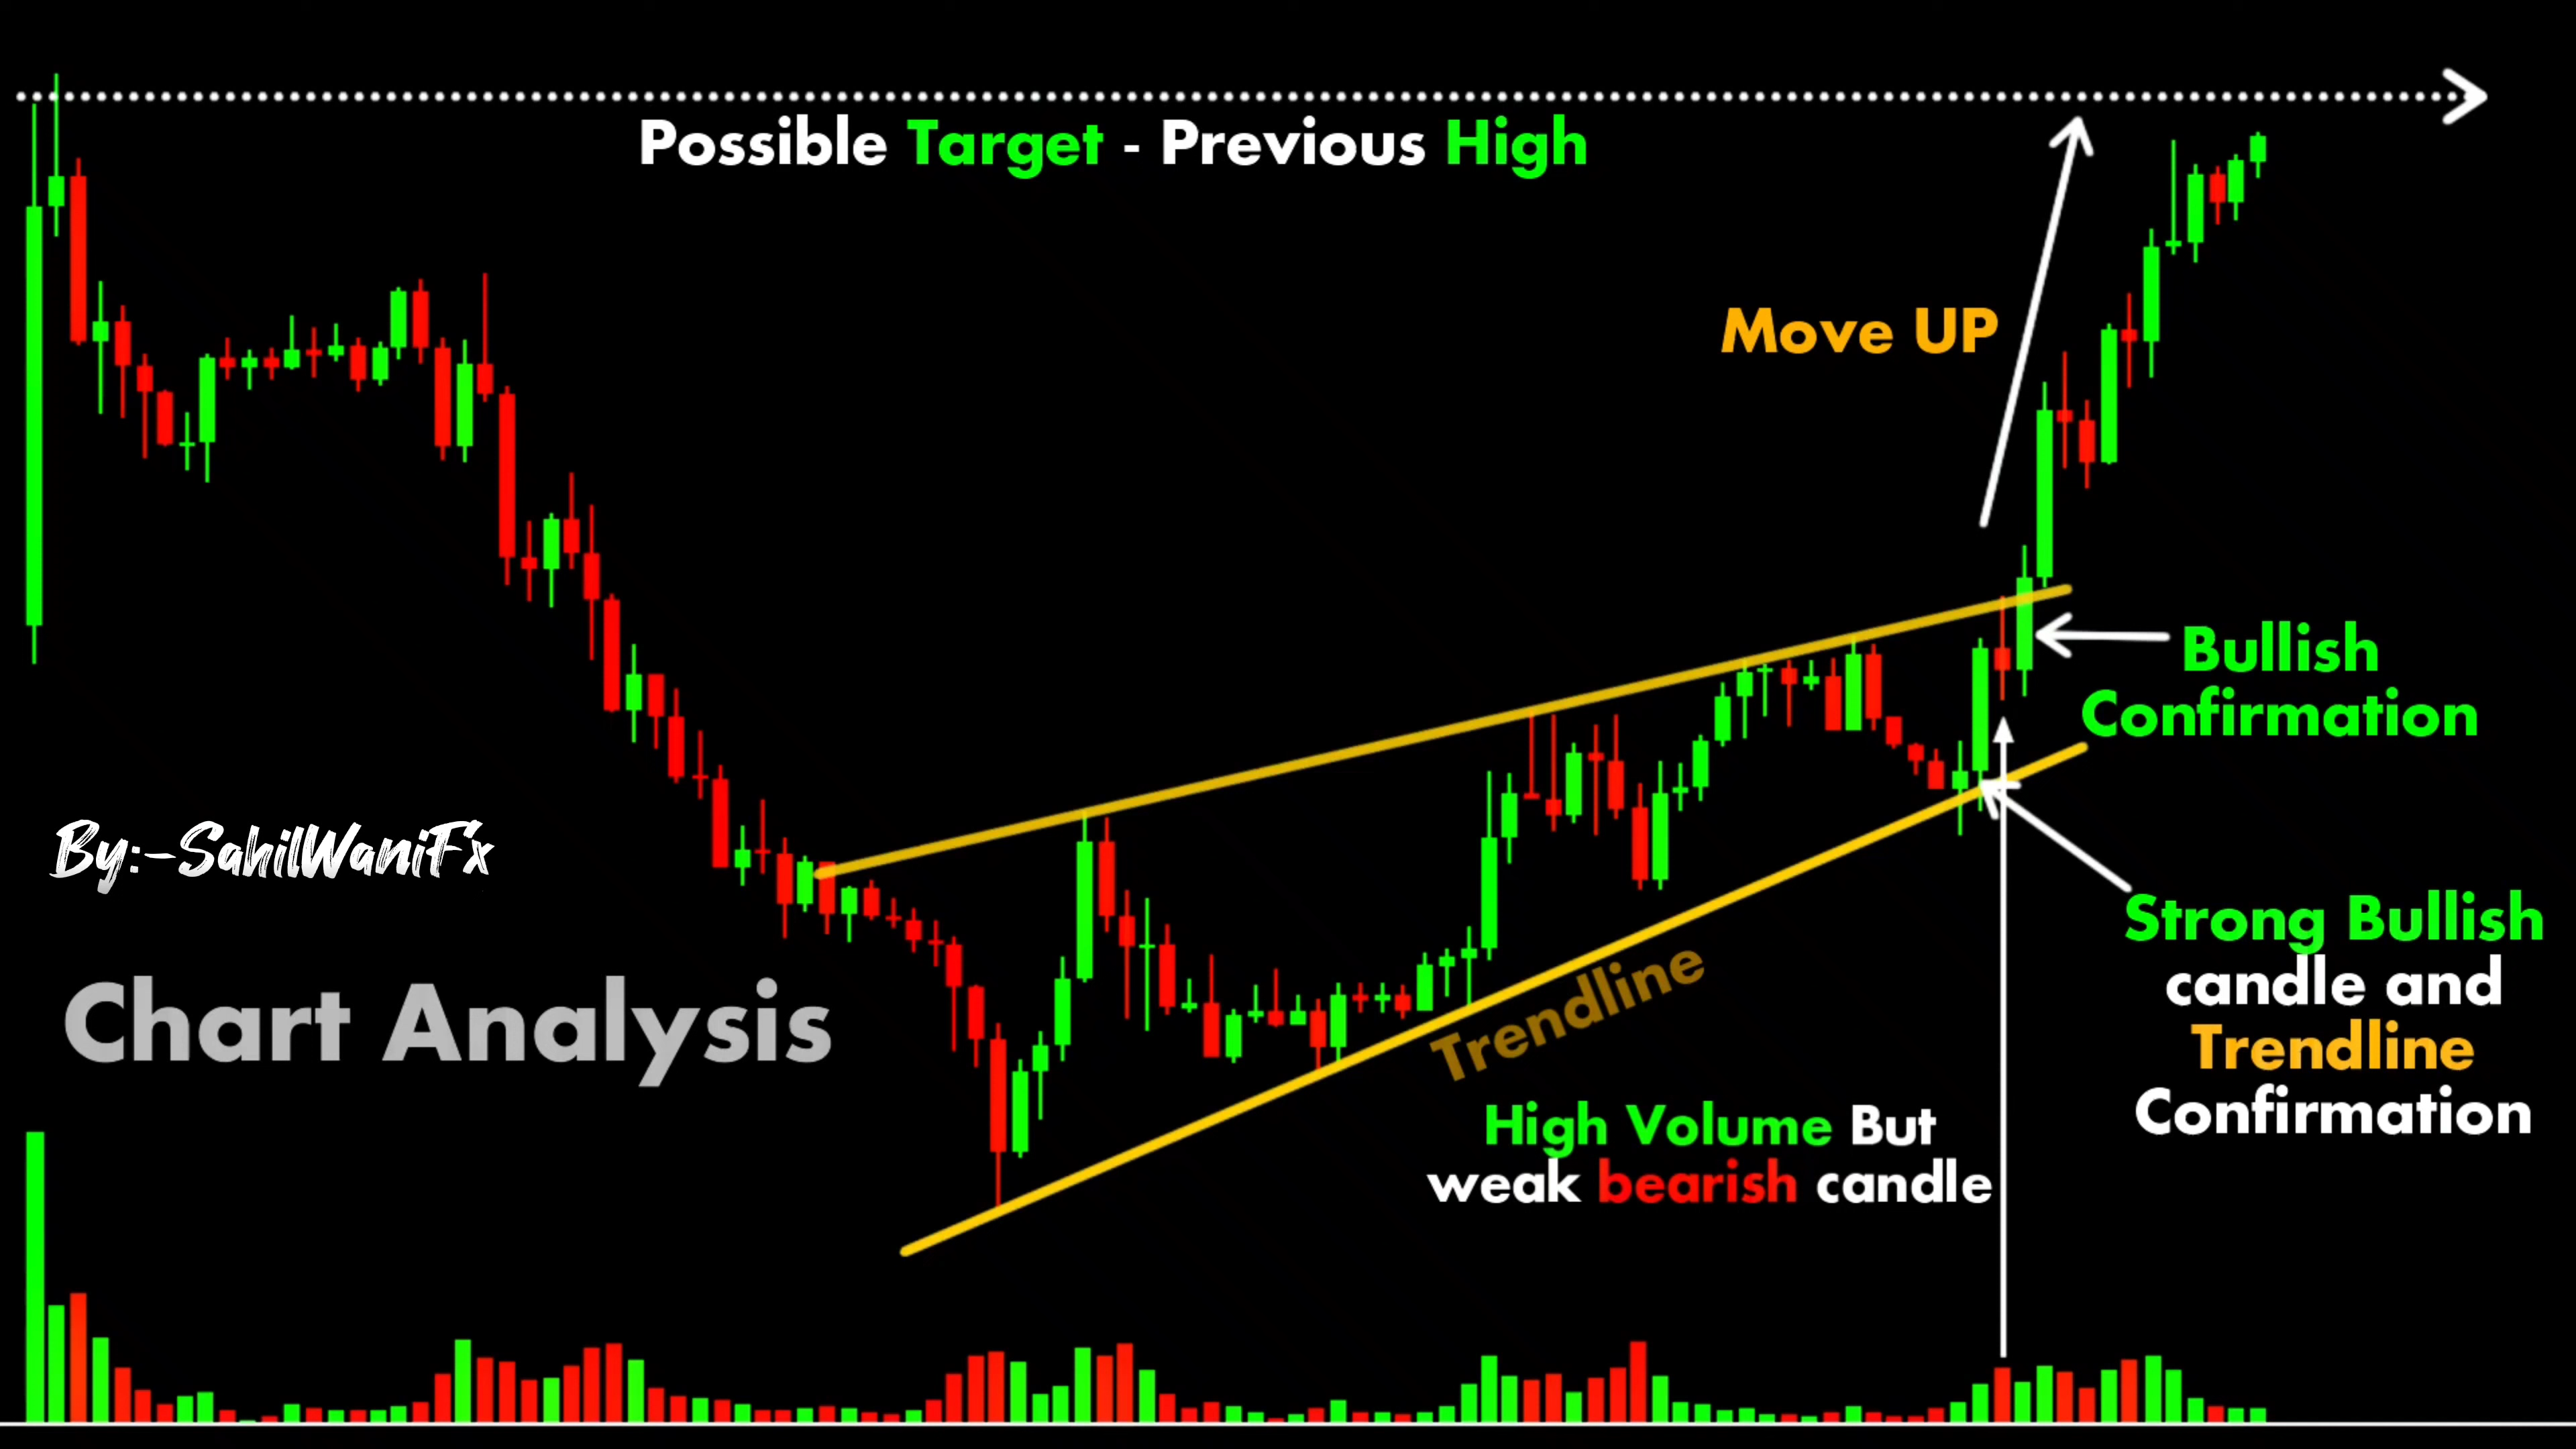 Possible Target - Previous High
Move UP
Bullish
Confirmation
By:-SahilWaniFx
Chart Analysis
Trendline
Strong Bullish
candle and
Trendline
Confirmation
High Volume But
weak bearish candle